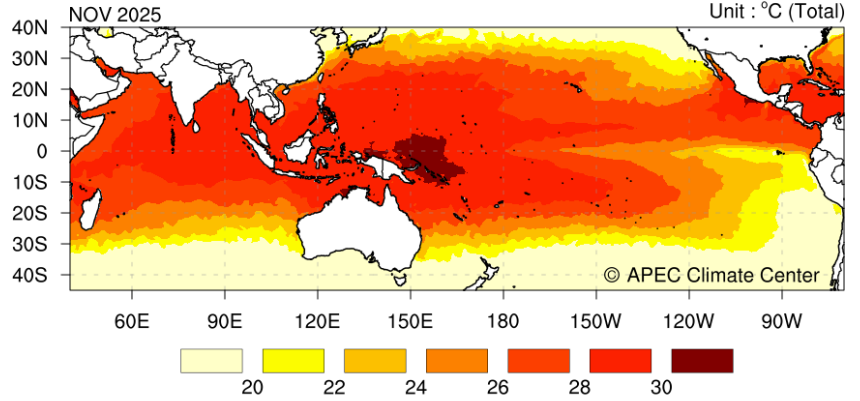 NOV 2025
Unit : °C (Total)
40N
30N
20N
10N
0
10S
20S
30S
40S
© APEC Climate Center
60E 90E 120E 150E 180 150W 120W 90W
20 22 24 26 28 30